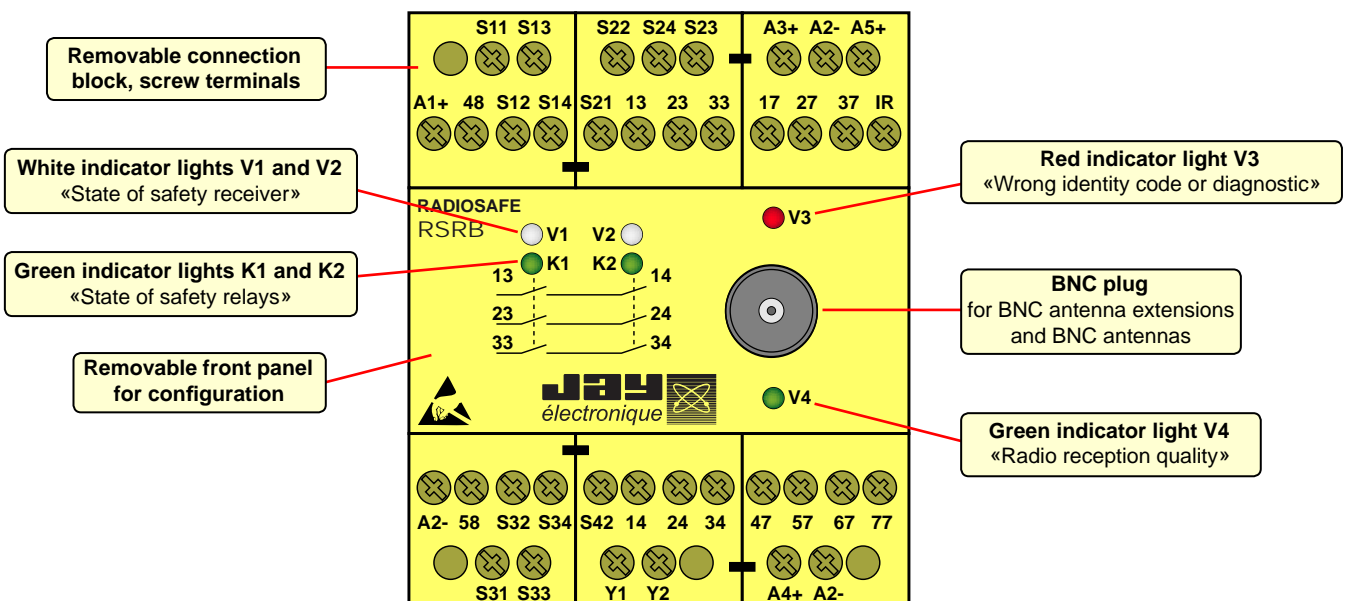 S11 S13 S22 S24 S23 A3+ A2- A5+
Removable connection
block, screw terminals
A1+ 48 S12 S14 S21 13 23 33 17 27 37 IR
White indicator lights V1 and V2
«State of safety receiver»
Red indicator light V3
«Wrong identity code or diagnostic»
RADIOSAFE
RSRB
V1 V2
V3
Green indicator lights K1 and K2
«State of safety relays»
K1 K2
13 14
23 24
33 34
BNC plug
for BNC antenna extensions
and BNC antennas
Removable front panel
for configuration
JAY
électronique
V4
Green indicator light V4
«Radio reception quality»
A2- 58 S32 S34 S42 14 24 34 47 57 67 77
S31 S33 Y1 Y2 A4+ A2-